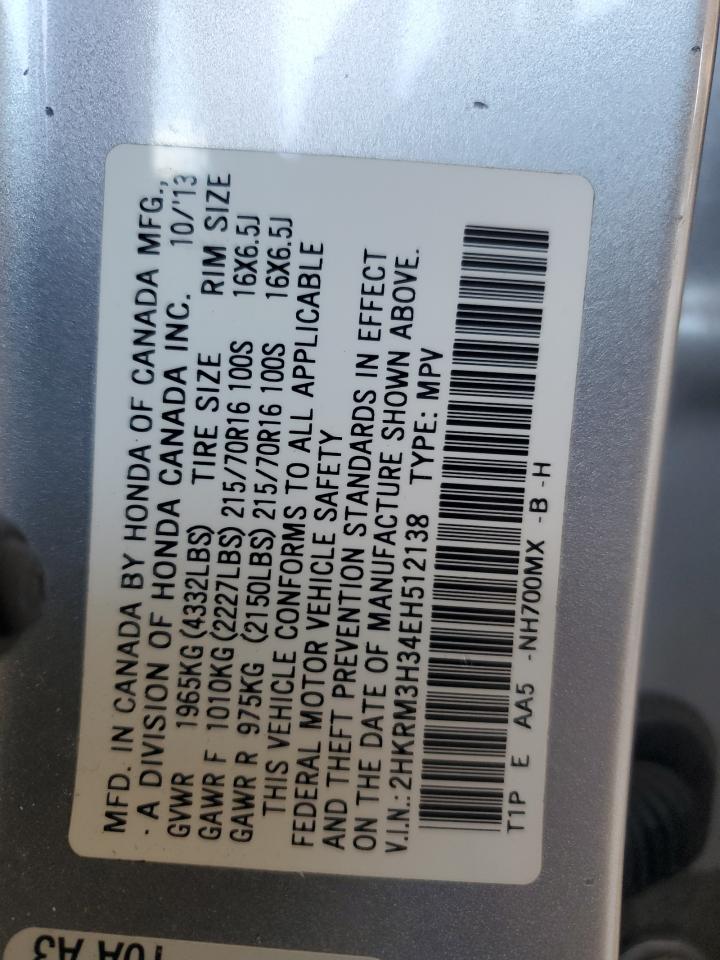 MFD. IN CANADA BY HONDA OF CANADA MFG.,
· A DIVISION OF HONDA CANADA INC. 10/'13
GVWR 1965KG (4332LBS) TIRE SIZE RIM SIZE
GAWR F 1010KG (2227LBS) 215/70R16 100S 16X6.5J
GAWR R 975KG (2150LBS) 215/70R16 100S 16X6.5J
THIS VEHICLE CONFORMS TO ALL APPLICABLE
FEDERAL MOTOR VEHICLE SAFETY
AND THEFT PREVENTION STANDARDS IN EFFECT
ON THE DATE OF MANUFACTURE SHOWN ABOVE.
V.I.N.: 2HKRM3H34EH512138 TYPE: MPV
T1P E AA5 -NH700MX -B -H
A3